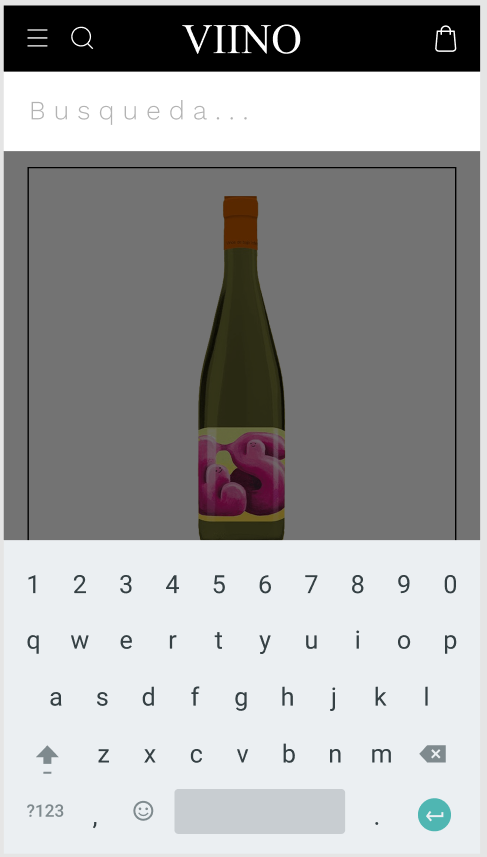 VIINO
Busqueda...
1 2 3 4 5 6 7 8 9 0
q w e r t y u i o p
a s d f g h j k l
z x c v b n m
?123 , .